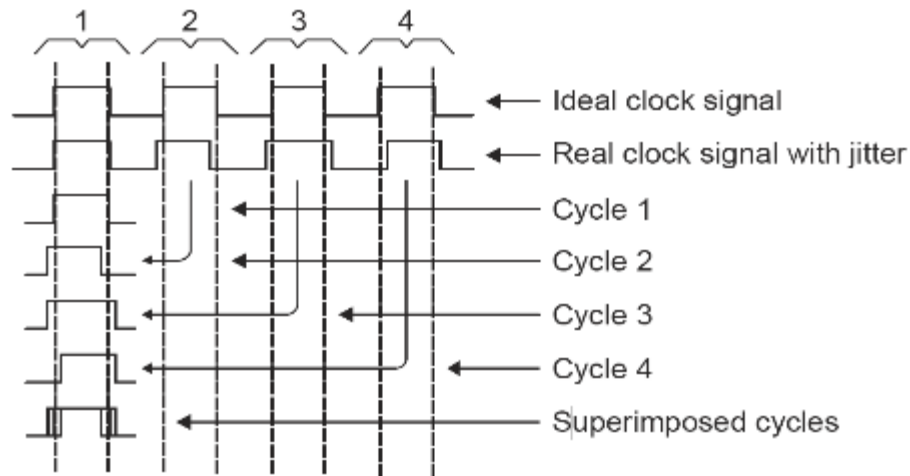 1 2 3 4
Ideal clock signal
Real clock signal with jitter
Cycle 1
Cycle 2
Cycle 3
Cycle 4
Superimposed cycles